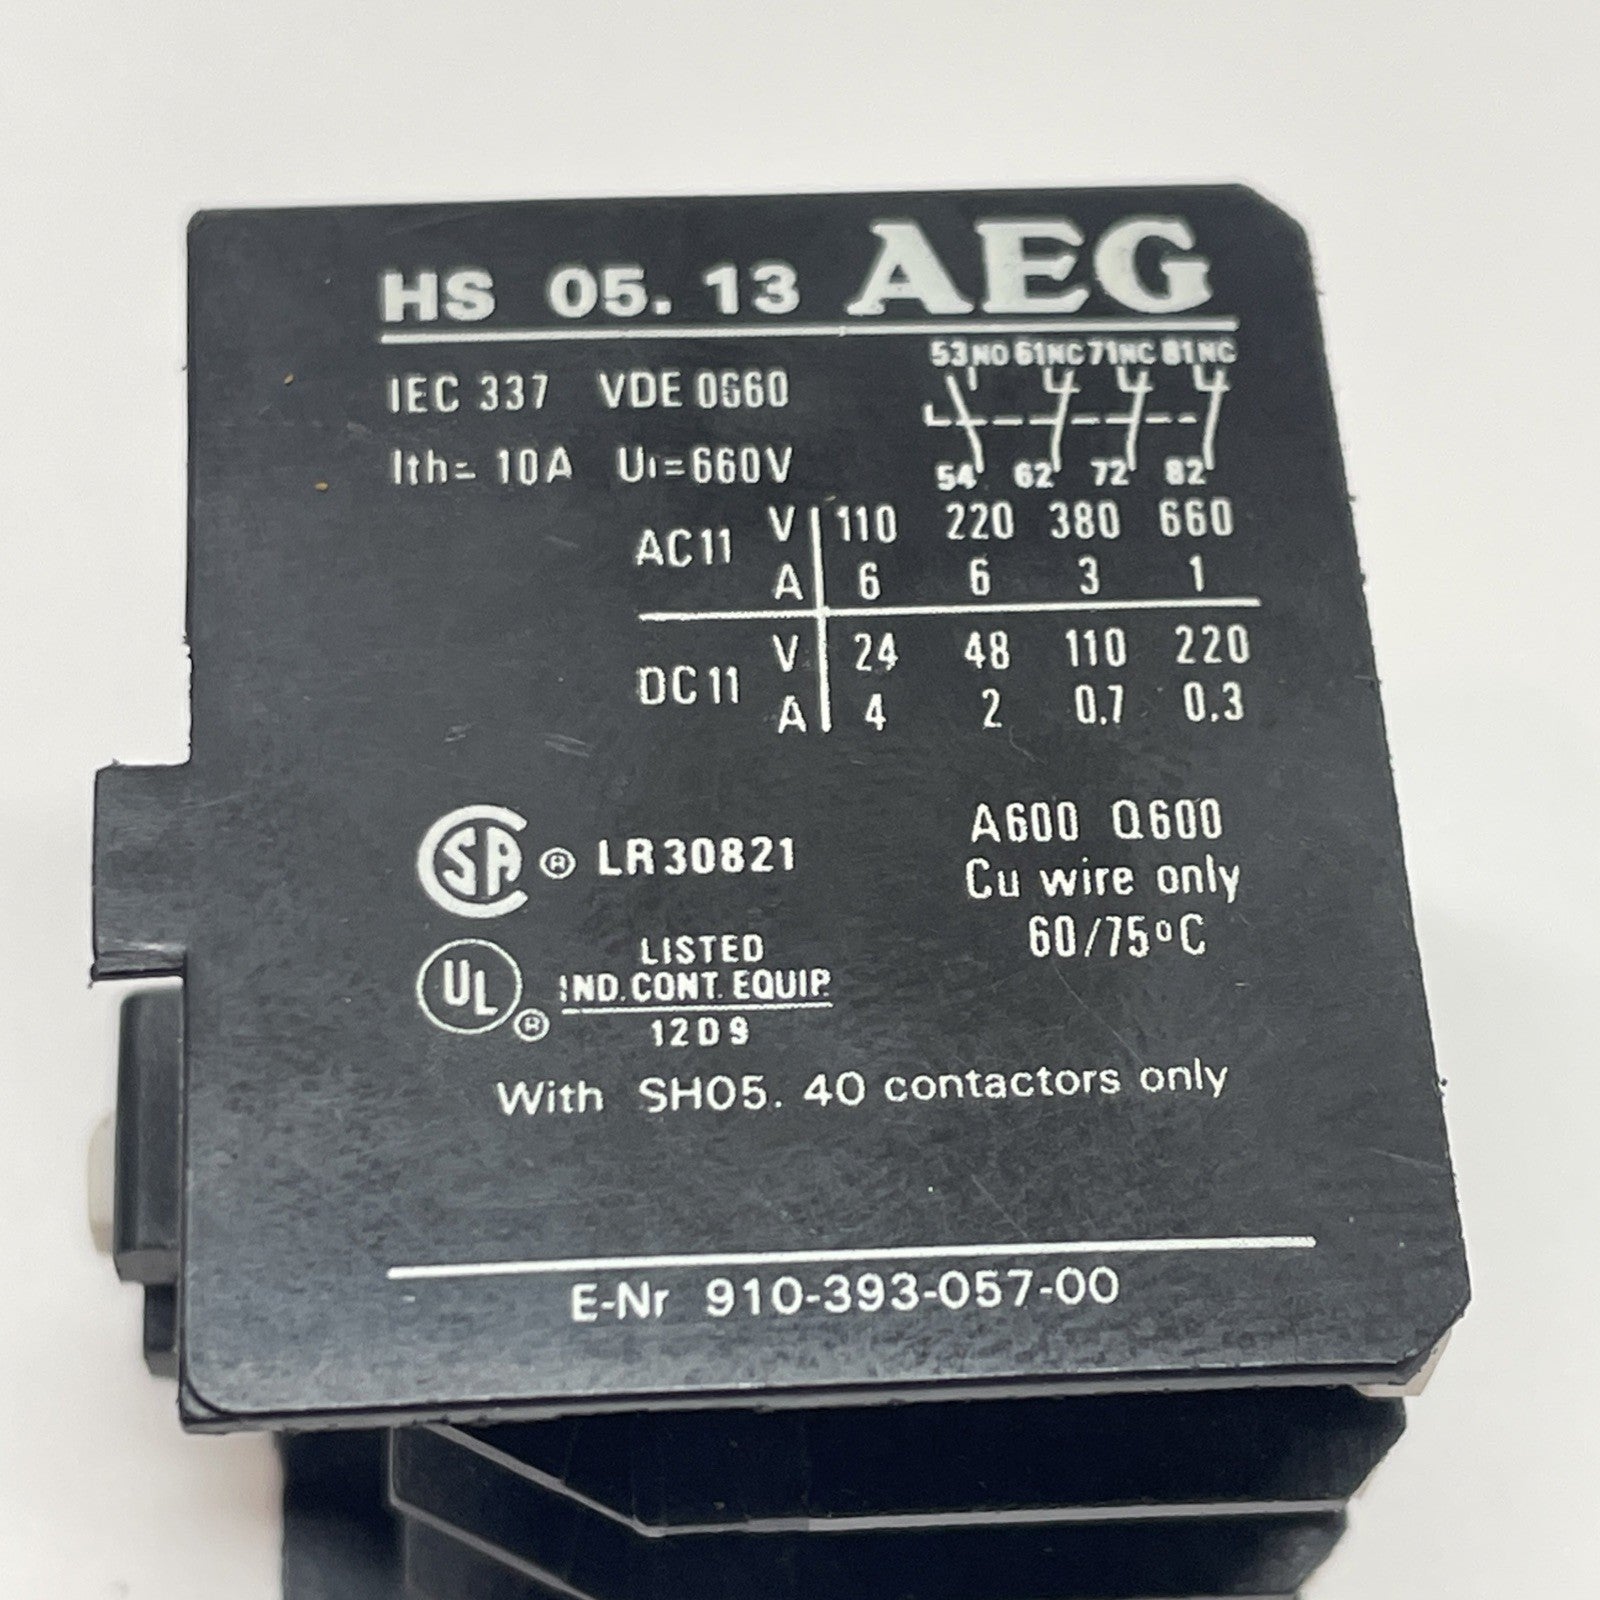 HS 05.13 AEG
IEC 337 VDE 0660
53 NO 61 NC 71 NC 81 NC
Ith= 10A Ui=660V
54 62 72 82
AC11 V 110 220 380 660
A 6 6 3 1
DC11 V 24 48 110 220
A 4 2 0.7 0.3
SA ® LR30821
A600 Q600
Cu wire only
60/75°C
UL ® LISTED
IND. CONT. EQUIP.
12D9
With SH05.40 contactors only
E-Nr 910-393-057-00